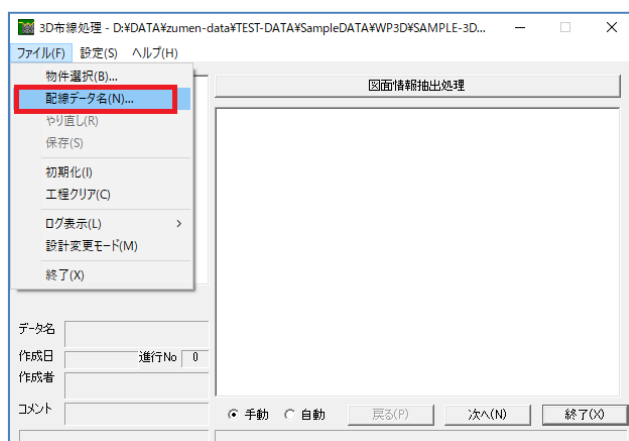 3D布線処理 - D:¥DATA¥zumen-data¥TEST-DATA¥SampleDATA¥WP3D¥SAMPLE-3D...
ファイル(F) 設定(S) ヘルプ(H)
物件選択(B)...
配線データ名(N)...
やり直し(R)
保存(S)
初期化(I)
工程クリア(C)
ログ表示(L)
設計変更モード(M)
終了(X)
図面情報抽出処理
データ名
作成日 進行No 0
作成者
コメント
手動 自動 戻る(P) 次へ(N) 終了(X)